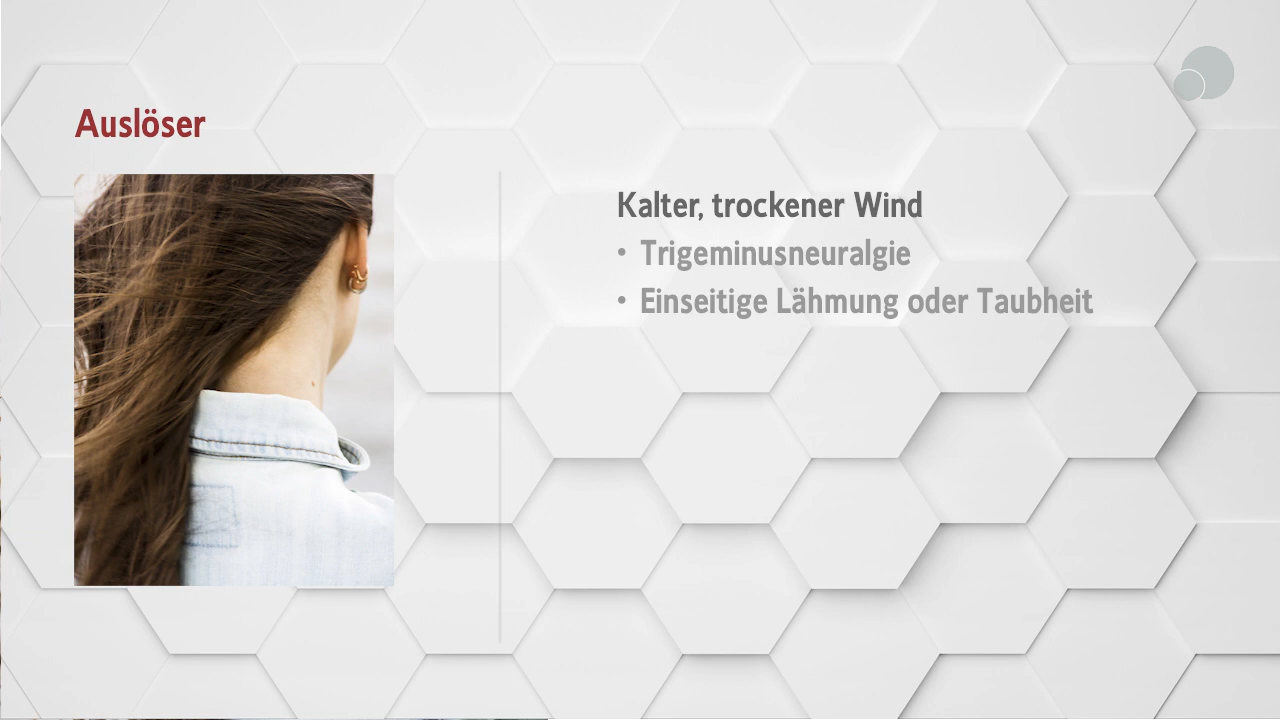 Auslöser
Kalter, trockener Wind
• Trigeminusneuralgie
• Einseitige Lähmung oder Taubheit